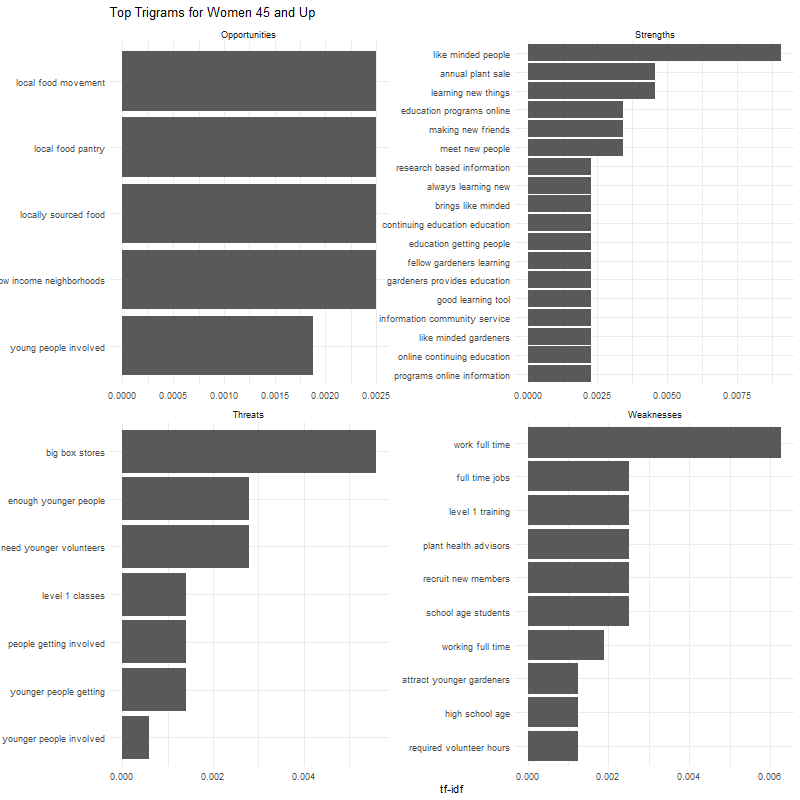 Top Trigrams for Women 45 and Up
Opportunities
local food movement
local food pantry
locally sourced food
ow income neighborhoods
young people involved
0.0000 0.0005 0.0010 0.0015 0.0020 0.0025
Strengths
like minded people
annual plant sale
learning new things
education programs online
making new friends
meet new people
research based information
always learning new
brings like minded
continuing education education
education getting people
fellow gardeners learning
gardeners provides education
good learning tool
information community service
like minded gardeners
online continuing education
programs online information
0.0000 0.0025 0.0050 0.0075
Threats
big box stores
enough younger people
need younger volunteers
level 1 classes
people getting involved
younger people getting
younger people involved
0.000 0.002 0.004
Weaknesses
work full time
full time jobs
level 1 training
plant health advisors
recruit new members
school age students
working full time
attract younger gardeners
high school age
required volunteer hours
0.000 0.002 0.004 0.006
tf-idf